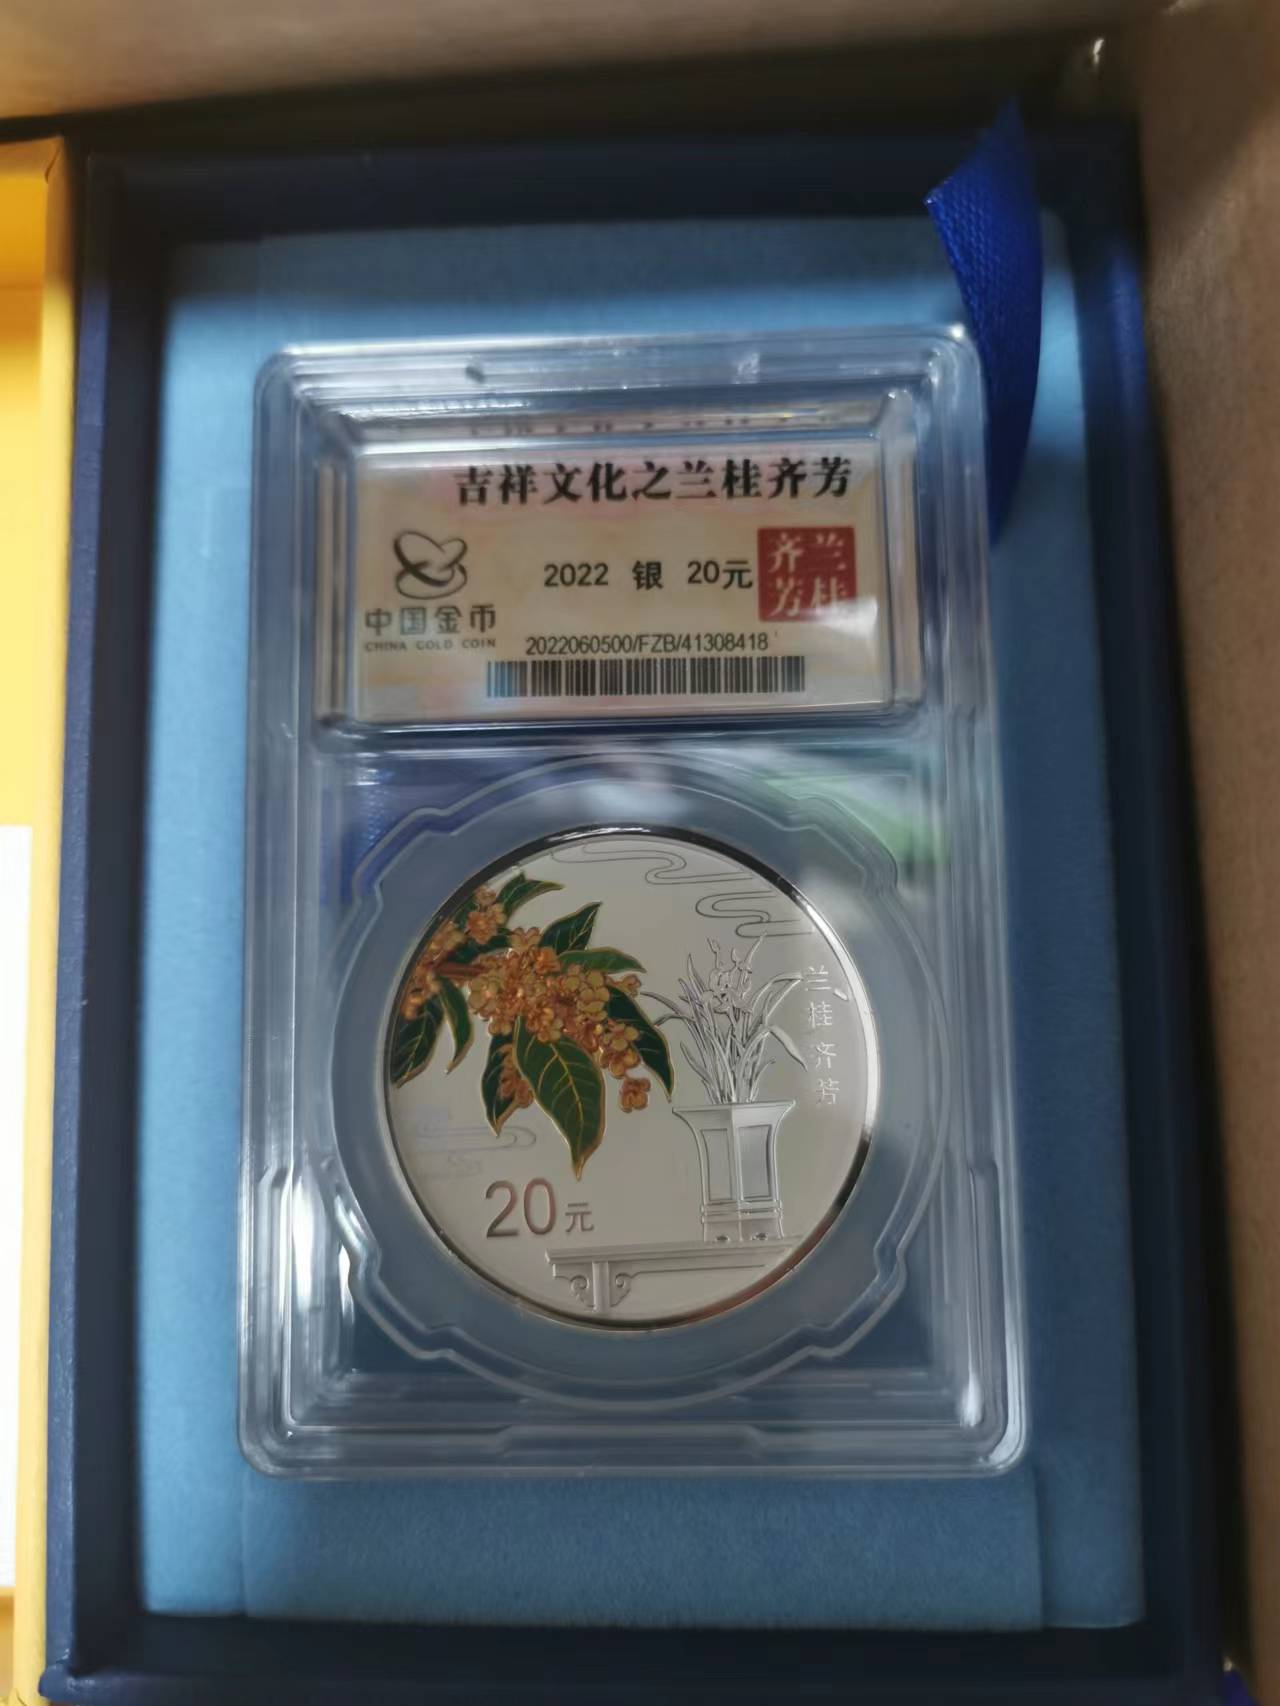 吉祥文化之兰桂齐芳
中国金币
CHINA GOLD COIN
2022 银 20元
兰桂
齐芳
2022060500/FZB/41308418
兰桂齐芳
20元